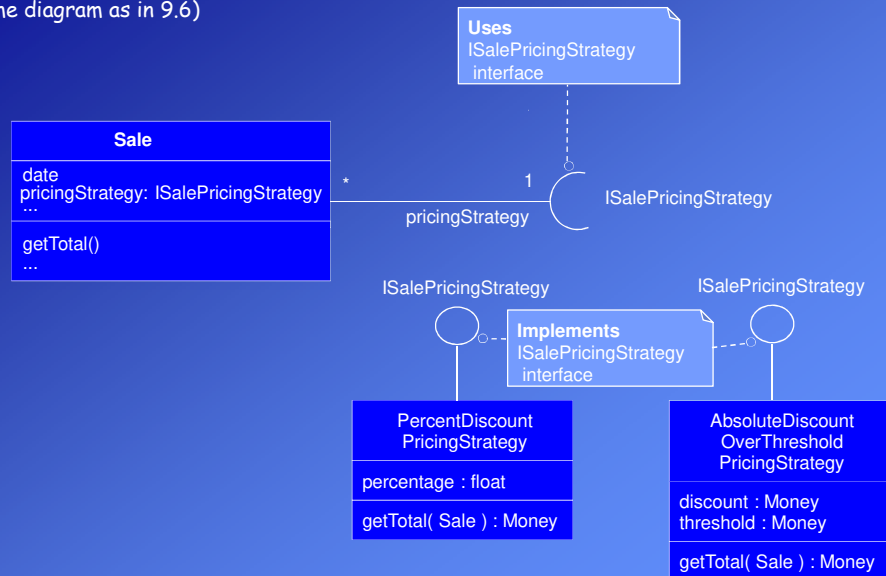 diagram as in 9.6)
Uses
ISalePricingStrategy
interface
Sale
date
pricingStrategy: ISalePricingStrategy
...
getTotal()
...
*
1
pricingStrategy
ISalePricingStrategy
ISalePricingStrategy
ISalePricingStrategy
Implements
ISalePricingStrategy
interface
PercentDiscount
PricingStrategy
percentage : float
getTotal( Sale ) : Money
AbsoluteDiscount
OverThreshold
PricingStrategy
discount : Money
threshold : Money
getTotal( Sale ) : Money